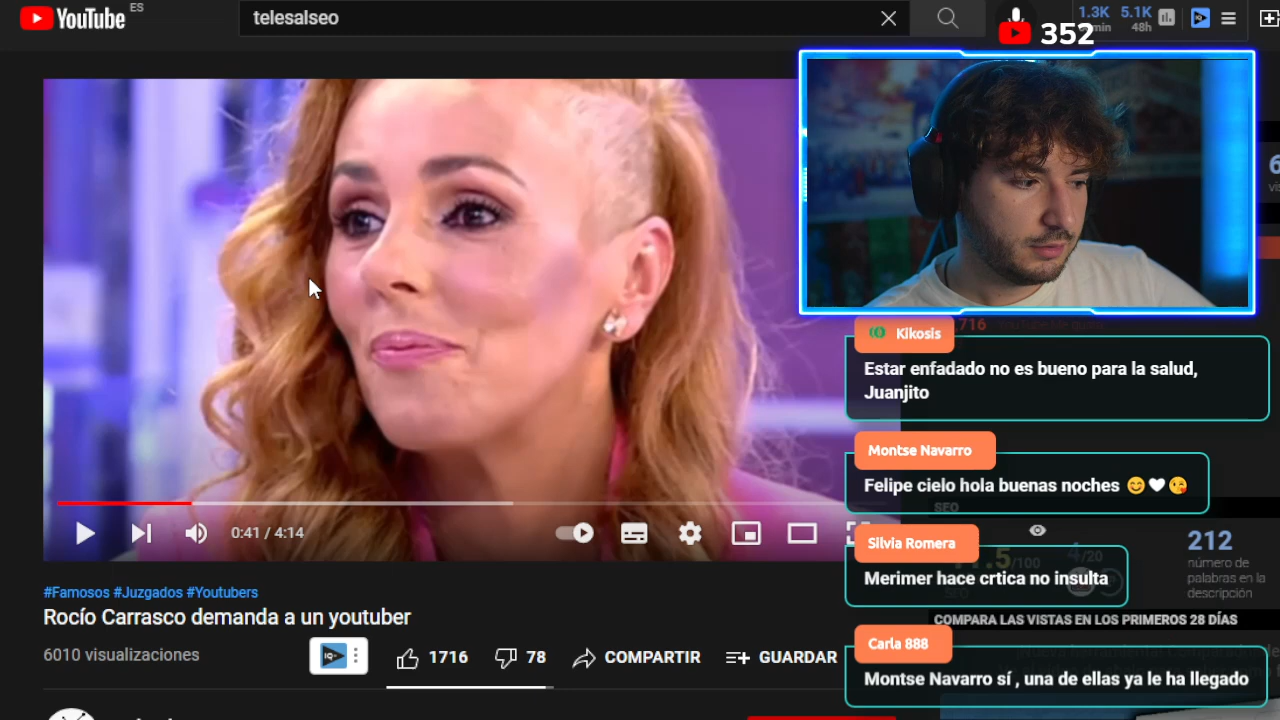 YouTube ES
telesalseo
1.3K 5.1K
min 48h
352
0:41 / 4:14
#Famosos #Juzgados #Youtubers
Rocío Carrasco demanda a un youtuber
6010 visualizaciones
IQ
1716
78
COMPARTIR
GUARDAR
Kikosis
Estar enfadado no es bueno para la salud,
Juanjito
Montse Navarro
Felipe cielo hola buenas noches 😊🤍😘
SEO
Silvia Romera
Merimer hace crtica no insulta
212
número de
palabras en la
descripción
COMPARA LAS VISTAS EN LOS PRIMEROS 28 DÍAS
Carla 888
Montse Navarro sí , una de ellas ya le ha llegado